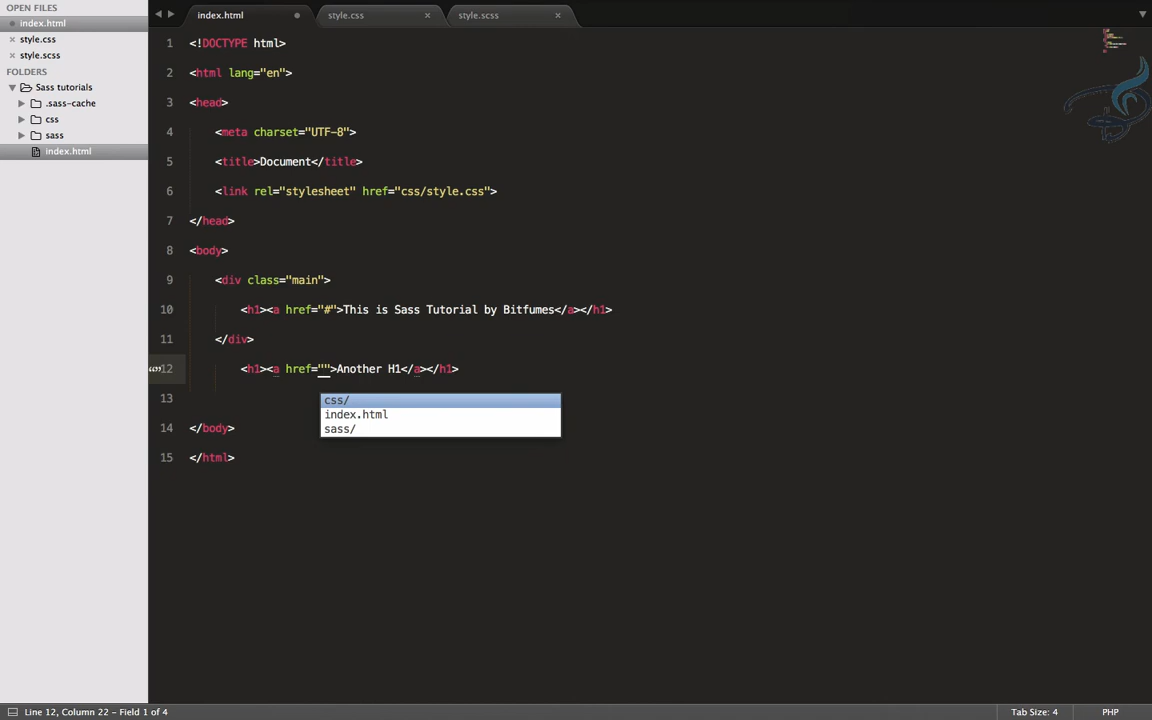 OPEN FILES
index.html
style.css
style.scss
FOLDERS
Sass tutorials
.sass-cache
css
sass
index.html
index.html
style.css
style.scss
1 <!DOCTYPE html>
2 <html lang="en">
3 <head>
4 <meta charset="UTF-8">
5 <title>Document</title>
6 <link rel="stylesheet" href="css/style.css">
7 </head>
8 <body>
9 <div class="main">
10 <h1><a href="#">This is Sass Tutorial by Bitfumes</a></h1>
11 </div>
12 <h1><a href="">Another H1</a></h1>
13
css/
index.html
sass/
14 </body>
15 </html>
Line 12, Column 22 – Field 1 of 4
Tab Size: 4
PHP